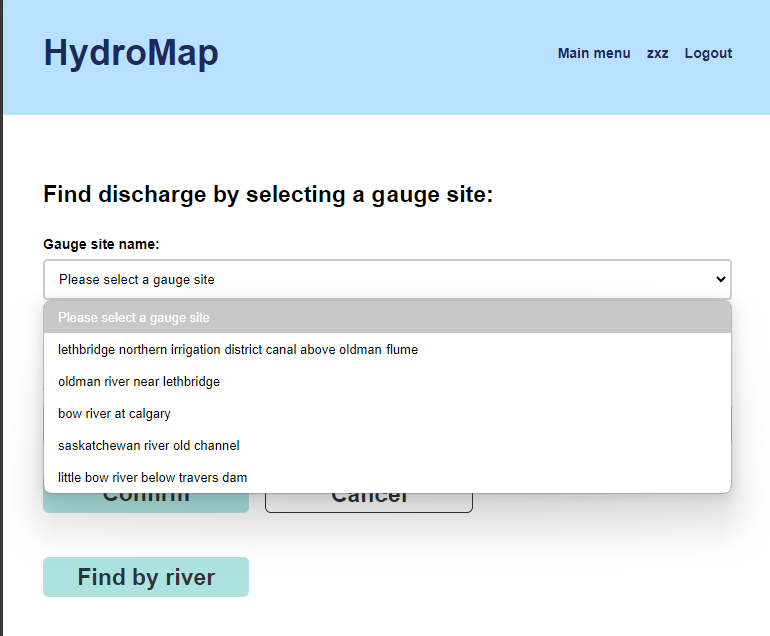 HydroMap
Main menu zxz Logout
Find discharge by selecting a gauge site:
Gauge site name:
Please select a gauge site
Please select a gauge site
lethbridge northern irrigation district canal above oldman flume
oldman river near lethbridge
bow river at calgary
saskatchewan river old channel
little bow river below travers dam
Confirm Cancel
Find by river